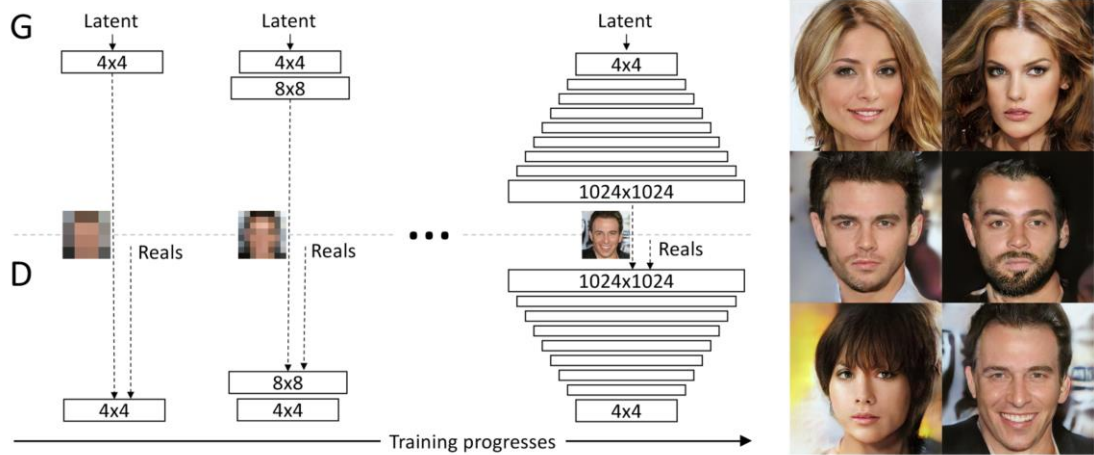 G
Latent
4x4
Latent
4x4
8x8
Latent
4x4
1024x1024
Reals
Reals
...
Reals
D
4x4
8x8
4x4
1024x1024
4x4
Training progresses